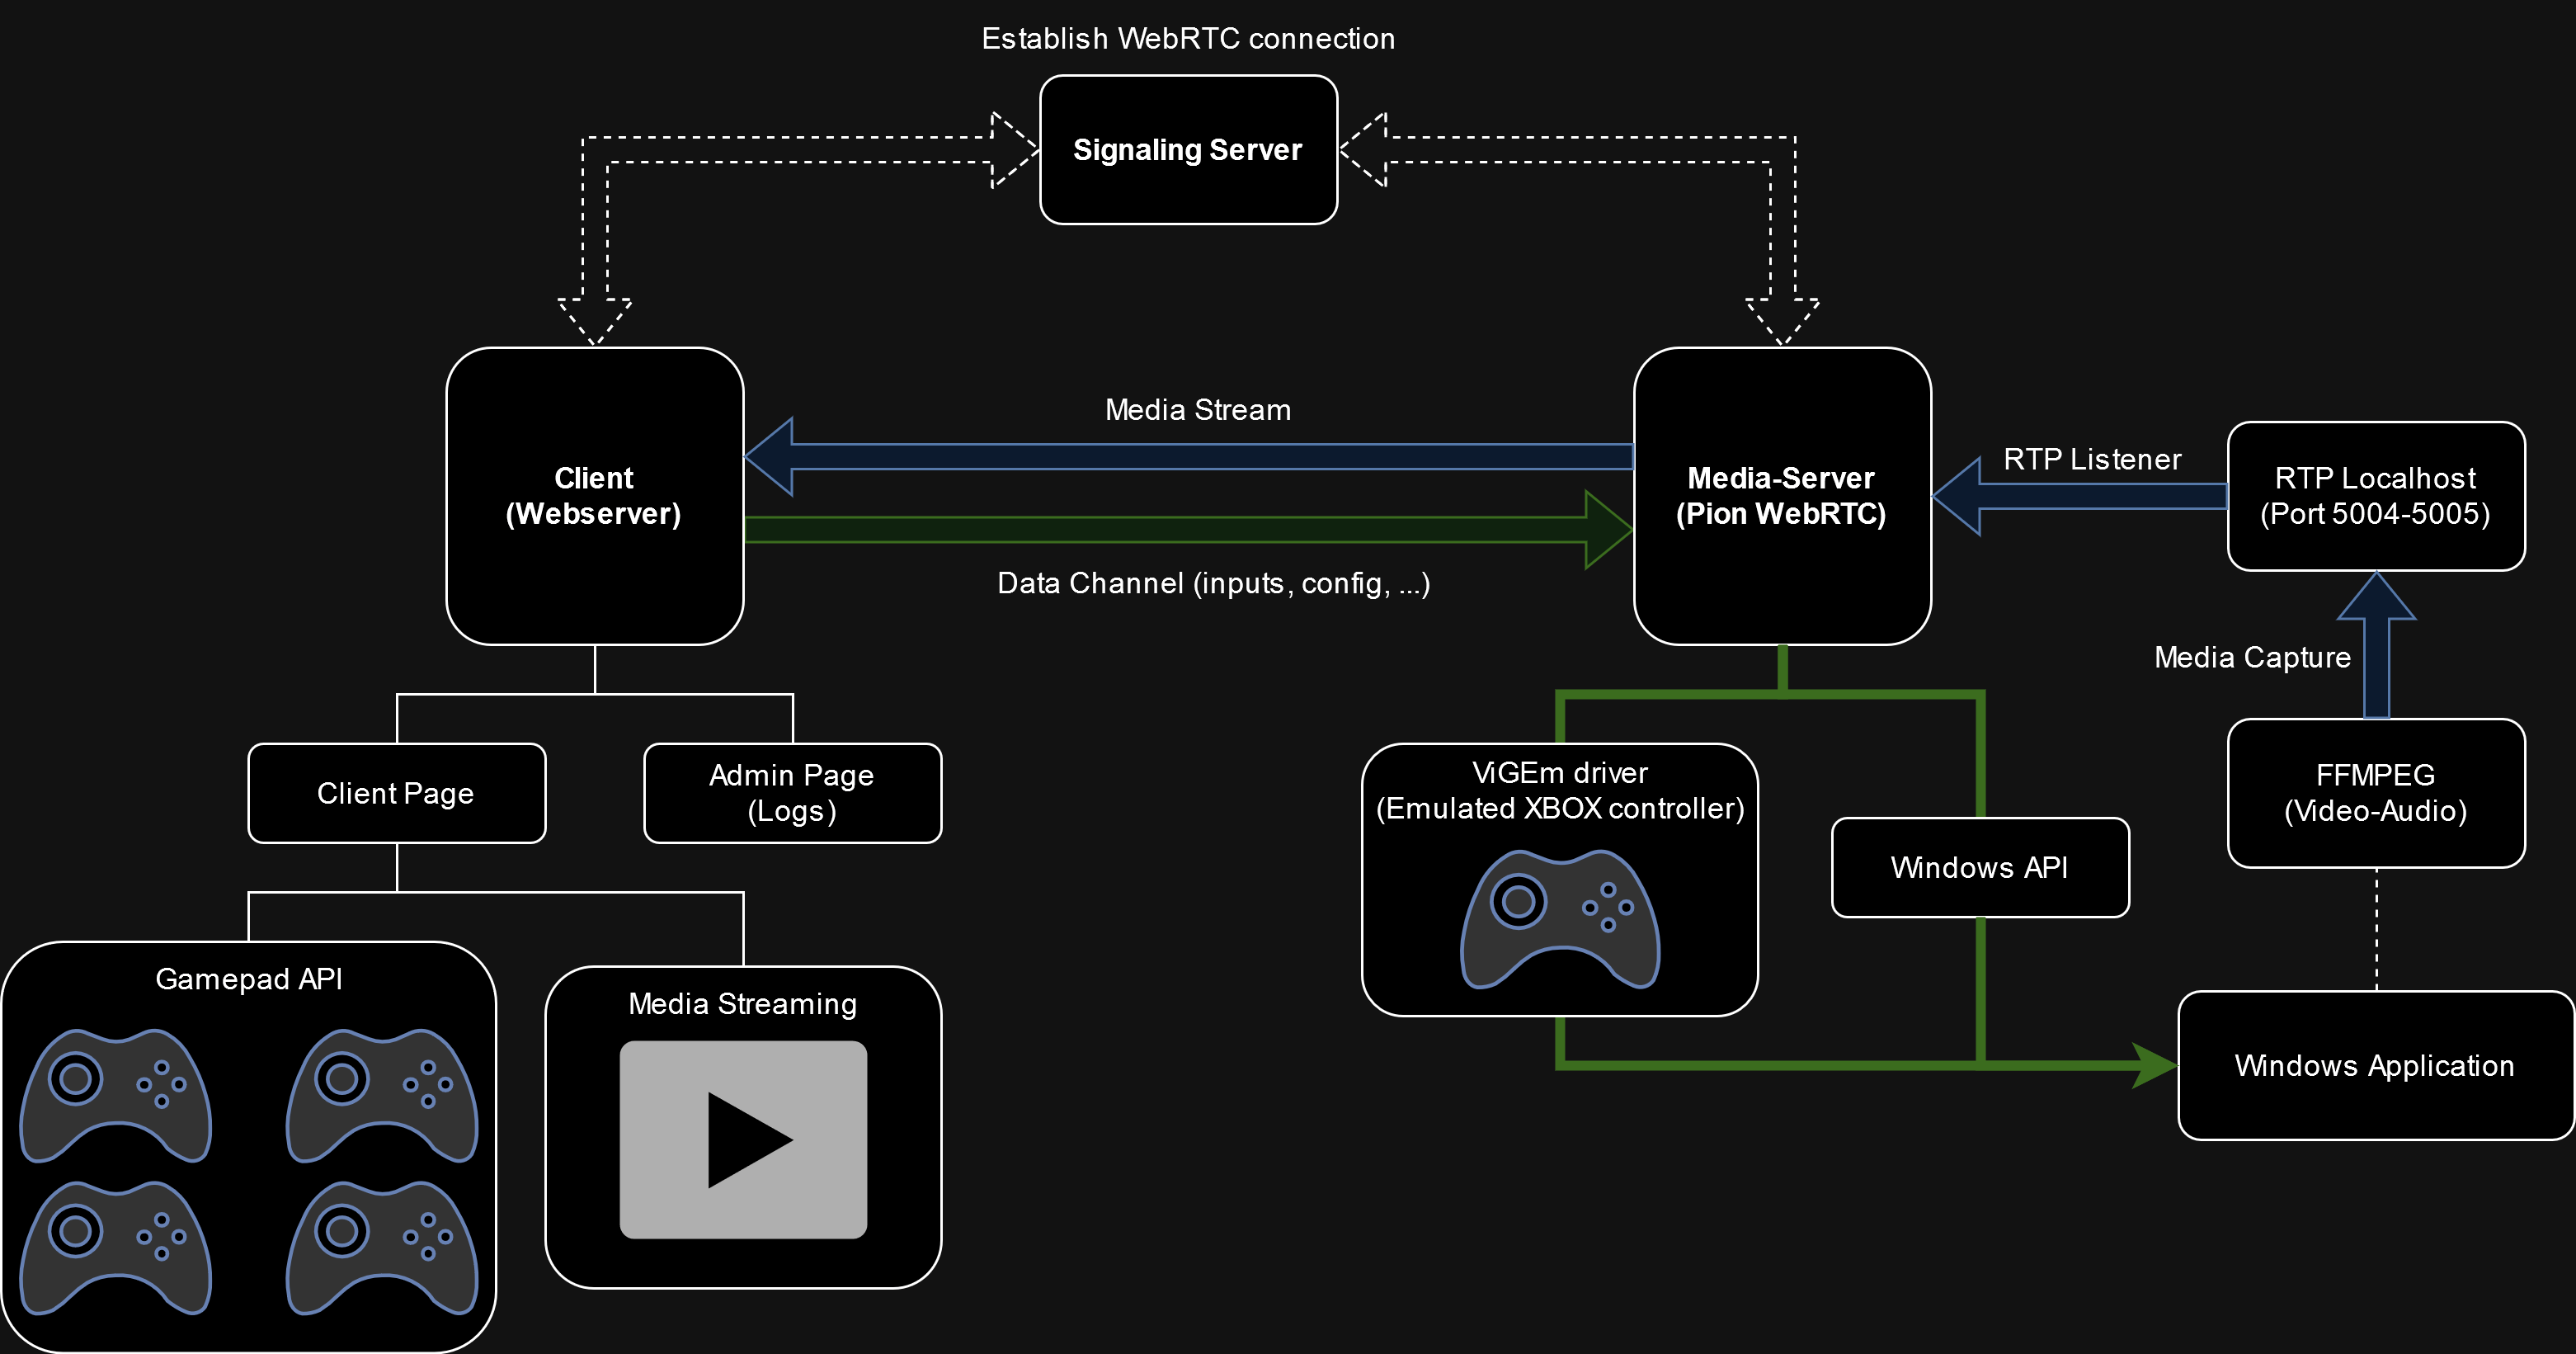 Establish WebRTC connection
Signaling Server
Media Stream
Client
(Webserver)
Data Channel (inputs, config, ...)
Media-Server
(Pion WebRTC)
RTP Listener
RTP Localhost
(Port 5004-5005)
Media Capture
FFMPEG
(Video-Audio)
Client Page
Admin Page
(Logs)
ViGEm driver
(Emulated XBOX controller)
Windows API
Gamepad API
Media Streaming
Windows Application